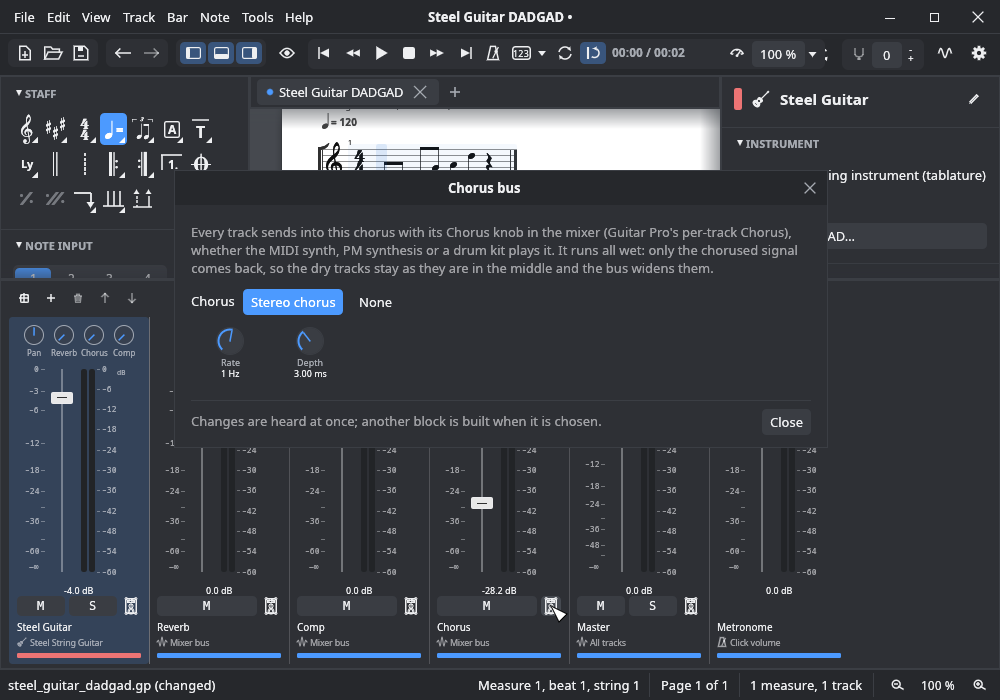 File Edit View Track Bar Note Tools Help
Steel Guitar DADGAD •
123
00:00 / 00:02
100 %
0
STAFF
Steel Guitar DADGAD
Steel Guitar
= 120
INSTRUMENT
ing instrument (tablature)
AD...
Ly
A
T
1.
NOTE INPUT
1 2 3 4
Chorus bus
Every track sends into this chorus with its Chorus knob in the mixer (Guitar Pro's per-track Chorus),
whether the MIDI synth, PM synthesis or a drum kit plays it. It runs all wet: only the chorused signal
comes back, so the dry tracks stay as they are in the middle and the bus widens them.
Chorus Stereo chorus None
Rate Depth
1 Hz 3.00 ms
Changes are heard at once; another block is built when it is chosen.
Close
Pan Reverb Chorus Comp
dB
-4.0 dB 0.0 dB 0.0 dB -28.2 dB 0.0 dB 0.0 dB
M S M M M M S
Steel Guitar Reverb Comp Chorus Master Metronome
Steel String Guitar Mixer bus Mixer bus Mixer bus All tracks Click volume
steel_guitar_dadgad.gp (changed)
Measure 1, beat 1, string 1
Page 1 of 1
1 measure, 1 track
100 %